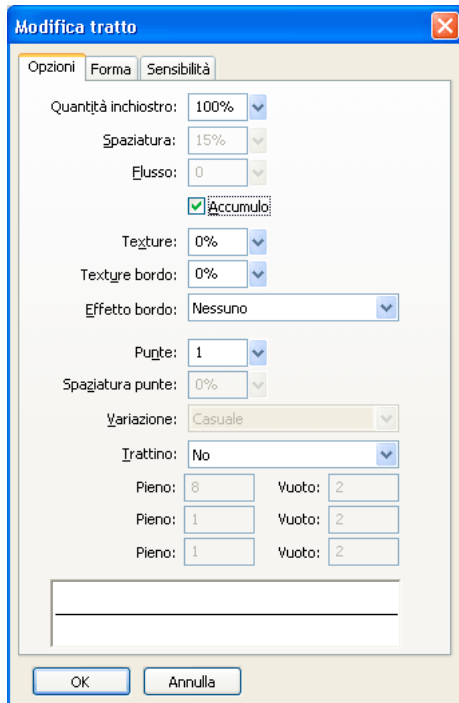 Modifica tratto
Opzioni Forma Sensibilità
Quantità inchiostro: 100%
Spaziatura: 15%
Flusso: 0
Accumulo
Texture: 0%
Texture bordo: 0%
Effetto bordo: Nessuno
Punte: 1
Spaziatura punte: 0%
Variazione: Casuale
Trattino: No
Pieno: 8 Vuoto: 2
Pieno: 1 Vuoto: 2
Pieno: 1 Vuoto: 2
OK Annulla